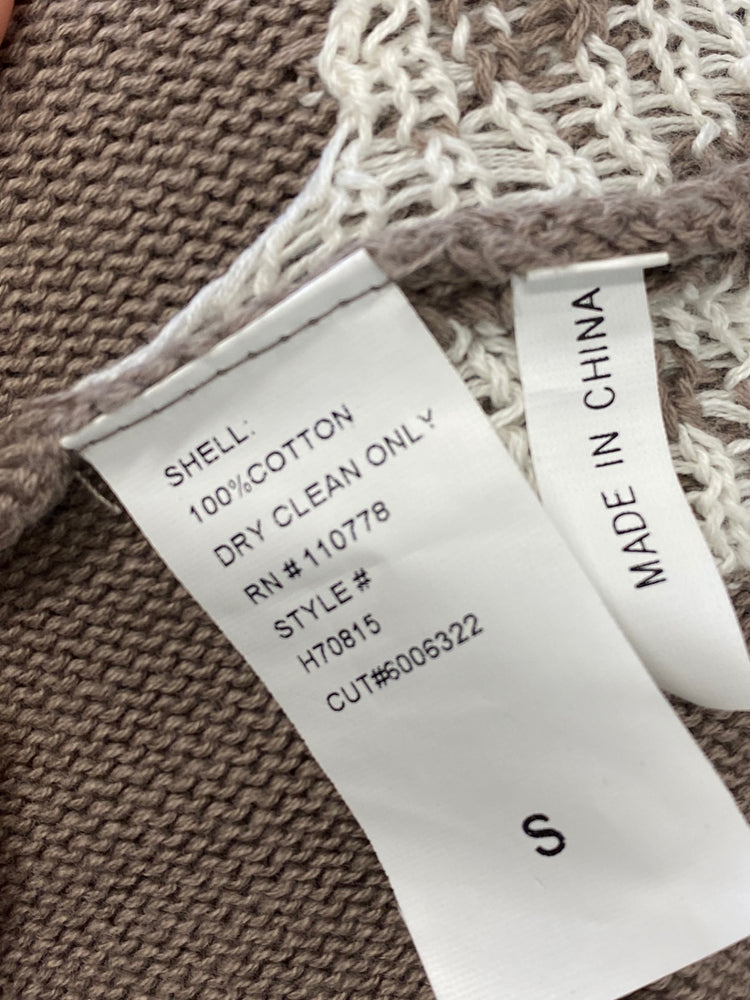 SHELL:
100%COTTON
DRY CLEAN ONLY
RN # 110778
STYLE #
H70815
CUT#6006322
S
MADE IN CHINA